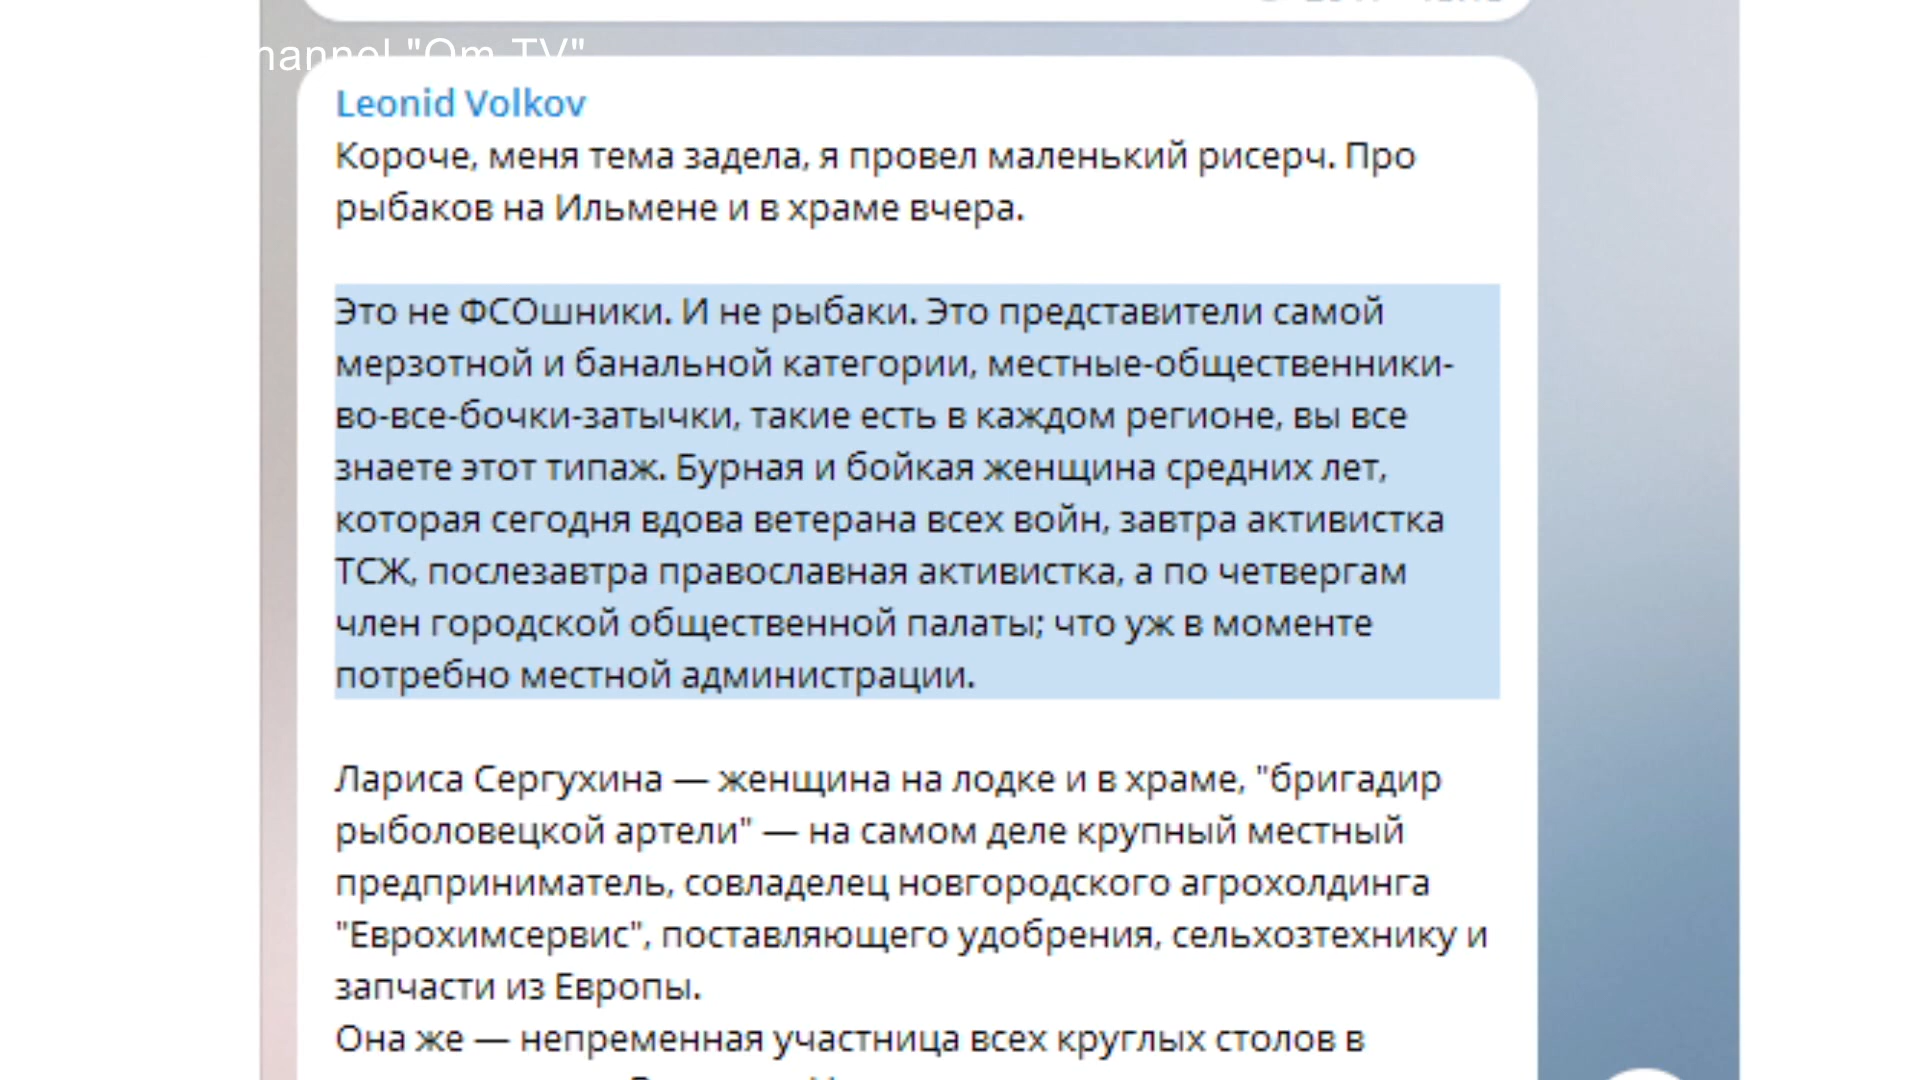 hannel "Om TV"
Leonid Volkov
Короче, меня тема задела, я провел маленький рисерч. Про
рыбаков на Ильмене и в храме вчера.
Это не ФСОшники. И не рыбаки. Это представители самой
мерзотной и банальной категории, местные-общественники-
во-все-бочки-затычки, такие есть в каждом регионе, вы все
знаете этот типаж. Бурная и бойкая женщина средних лет,
которая сегодня вдова ветерана всех войн, завтра активистка
ТСЖ, послезавтра православная активистка, а по четвергам
член городской общественной палаты; что уж в моменте
потребно местной администрации.
Лариса Сергухина — женщина на лодке и в храме, "бригадир
рыболовецкой артели" — на самом деле крупный местный
предприниматель, совладелец новгородского агрохолдинга
"Еврохимсервис", поставляющего удобрения, сельхозтехнику и
запчасти из Европы.
Она же — непременная участница всех круглых столов в